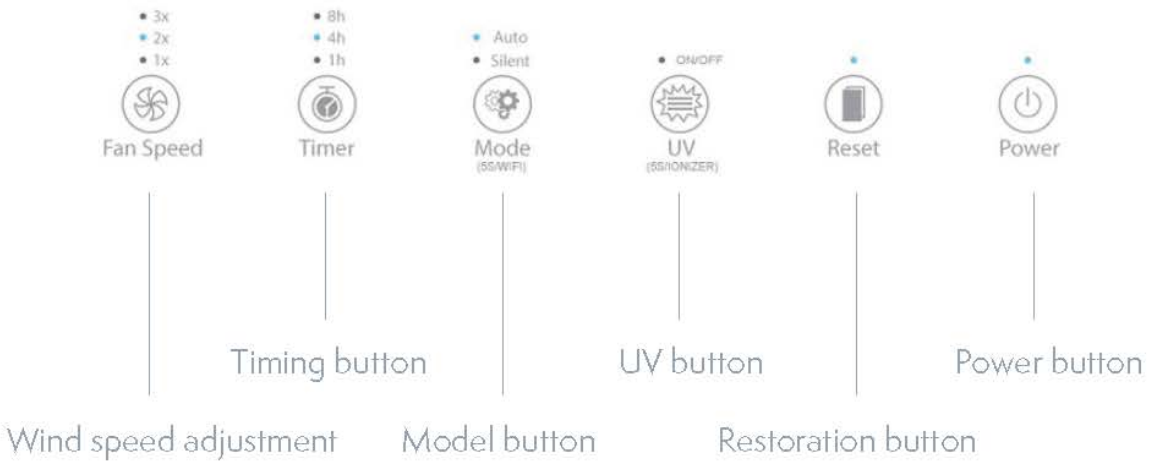 3x
2x
1x
Fan Speed
8h
4h
1h
Timer
Auto
Silent
Mode
(5S/WIFI)
ON/OFF
UV
(5S/IONIZER)
Reset
Power
Timing button
UV button
Power button
Wind speed adjustment
Model button
Restoration button